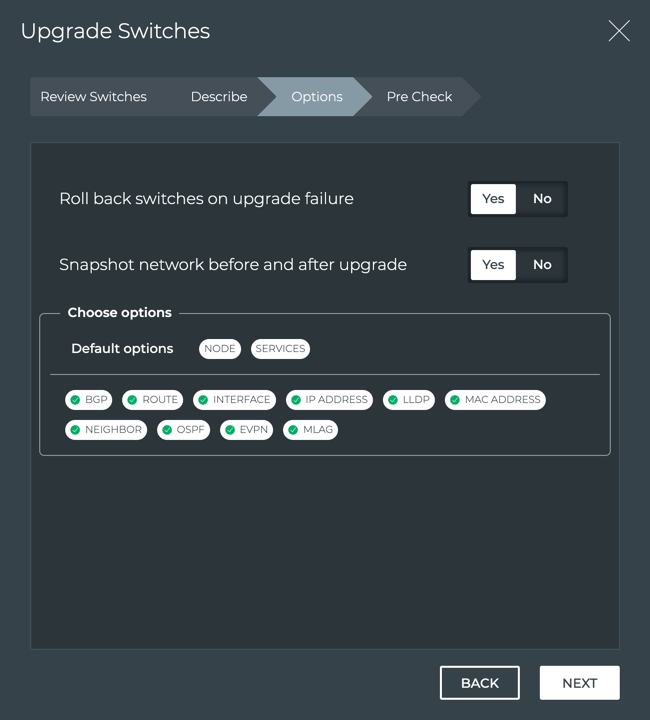 Upgrade Switches
Review Switches Describe Options Pre Check
Roll back switches on upgrade failure Yes No
Snapshot network before and after upgrade Yes No
Choose options
Default options NODE SERVICES
BGP ROUTE INTERFACE IP ADDRESS LLDP MAC ADDRESS
NEIGHBOR OSPF EVPN MLAG
BACK NEXT